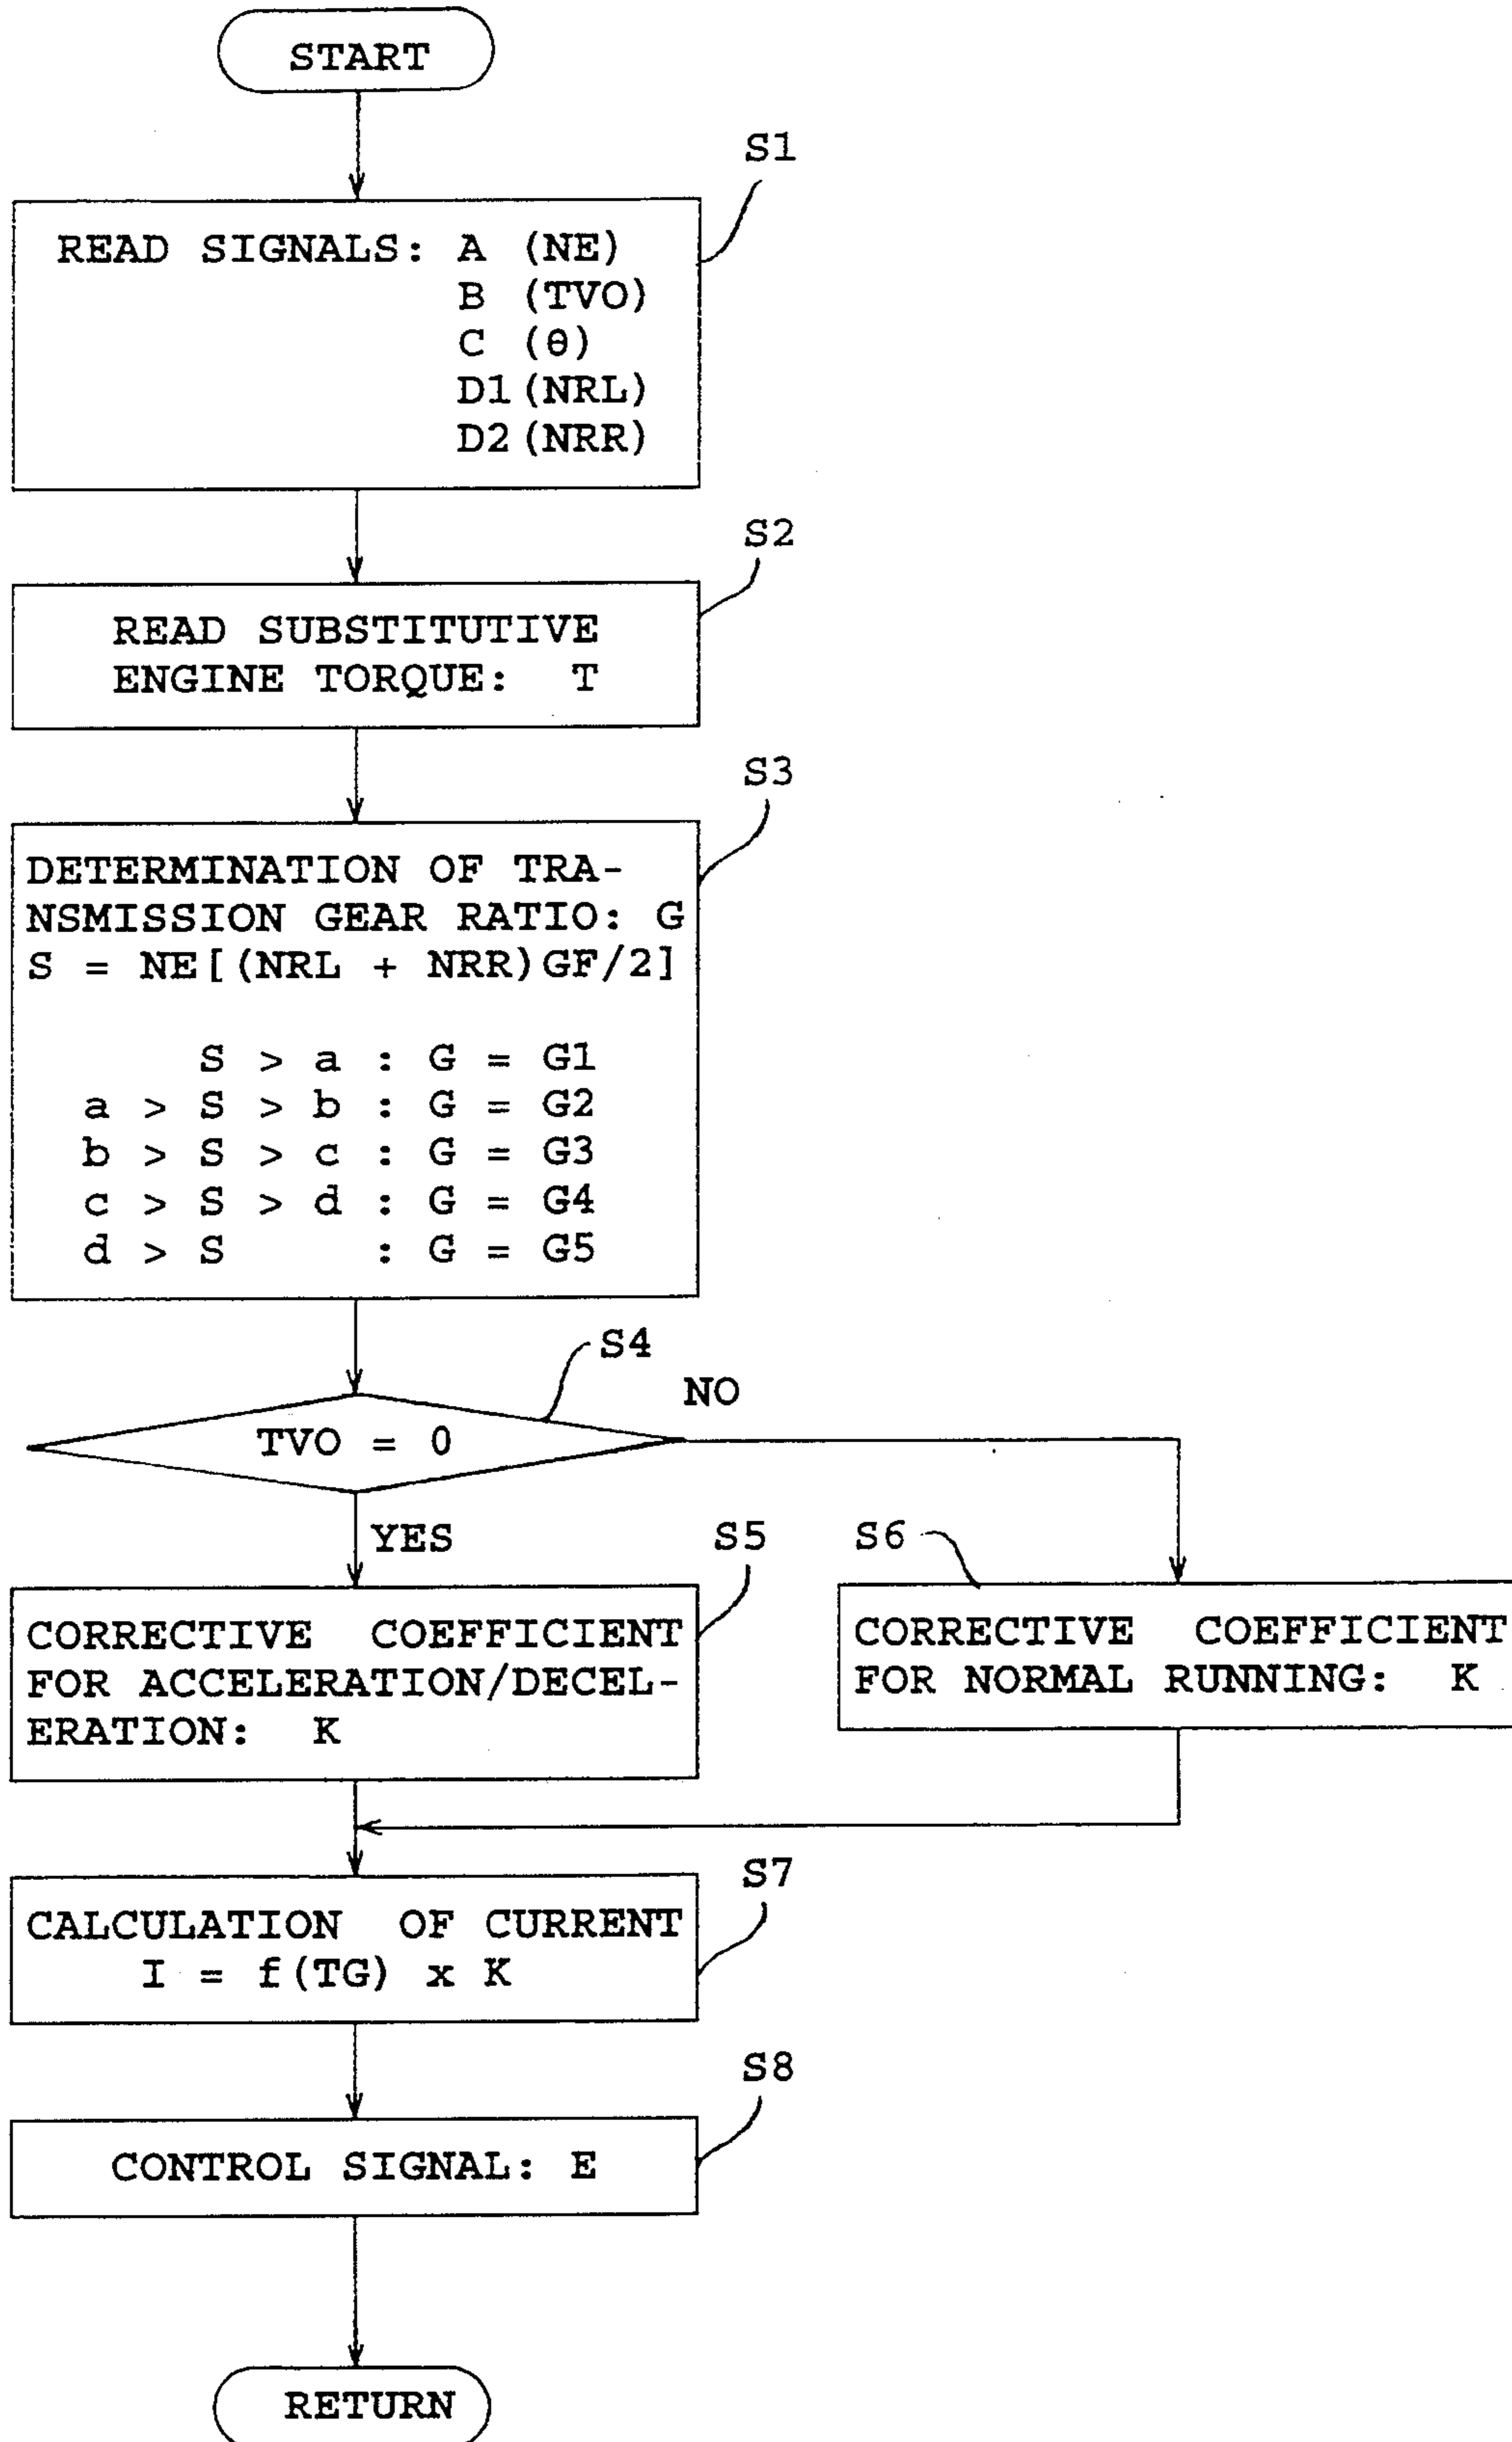 START
S1
READ SIGNALS: A (NE)
B (TVO)
C (θ)
D1 (NRL)
D2 (NRR)
S2
READ SUBSTITUTIVE
ENGINE TORQUE: T
S3
DETERMINATION OF TRA-
NSMISSION GEAR RATIO: G
S = NE[(NRL + NRR)GF/2]
S > a : G = G1
a > S > b : G = G2
b > S > c : G = G3
c > S > d : G = G4
d > S : G = G5
S4
NO
TVO = 0
YES
S5
CORRECTIVE COEFFICIENT
FOR ACCELERATION/DECEL-
ERATION: K
S6
CORRECTIVE COEFFICIENT
FOR NORMAL RUNNING: K
S7
CALCULATION OF CURRENT
I = f(TG) x K
S8
CONTROL SIGNAL: E
RETURN